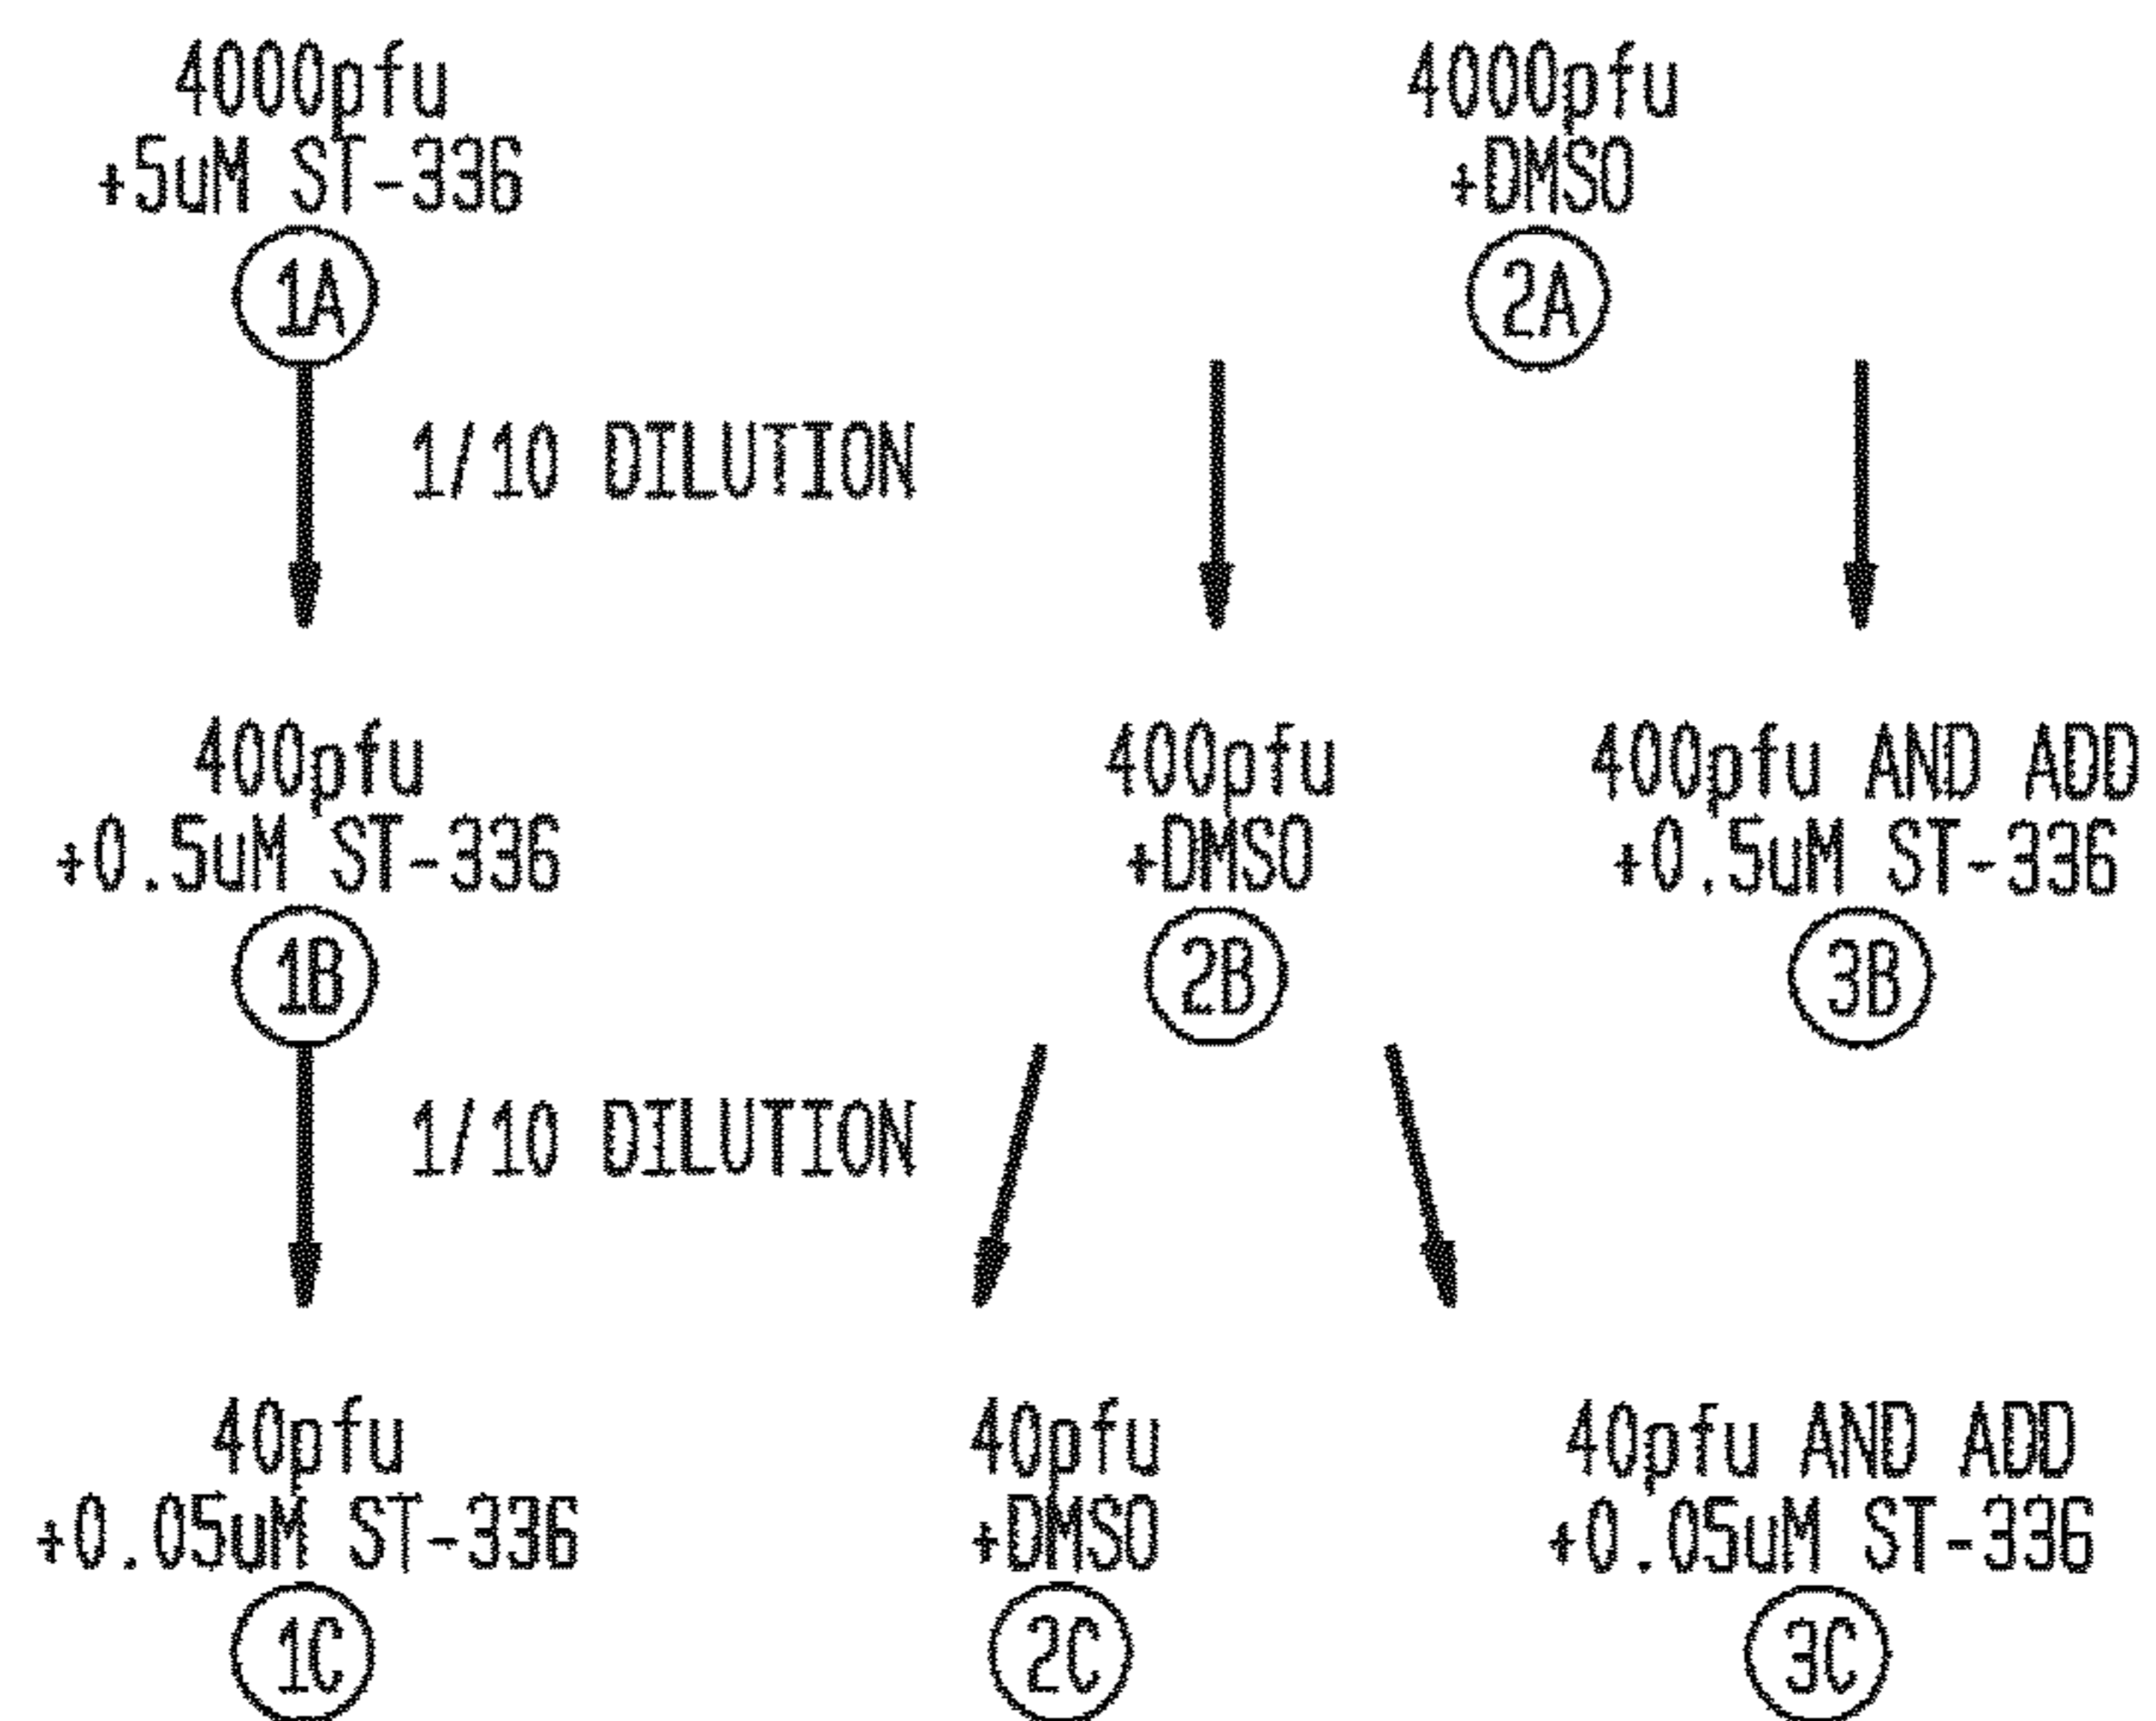 4000pfu
+5uM ST-336
1A
4000pfu
+DMSO
2A
1/10 DILUTION
400pfu
+0.5uM ST-336
1B
400pfu
+DMSO
2B
400pfu AND ADD
+0.5uM ST-336
3B
1/10 DILUTION
40pfu
+0.05uM ST-336
1C
40pfu
+DMSO
2C
40pfu AND ADD
+0.05uM ST-336
3C